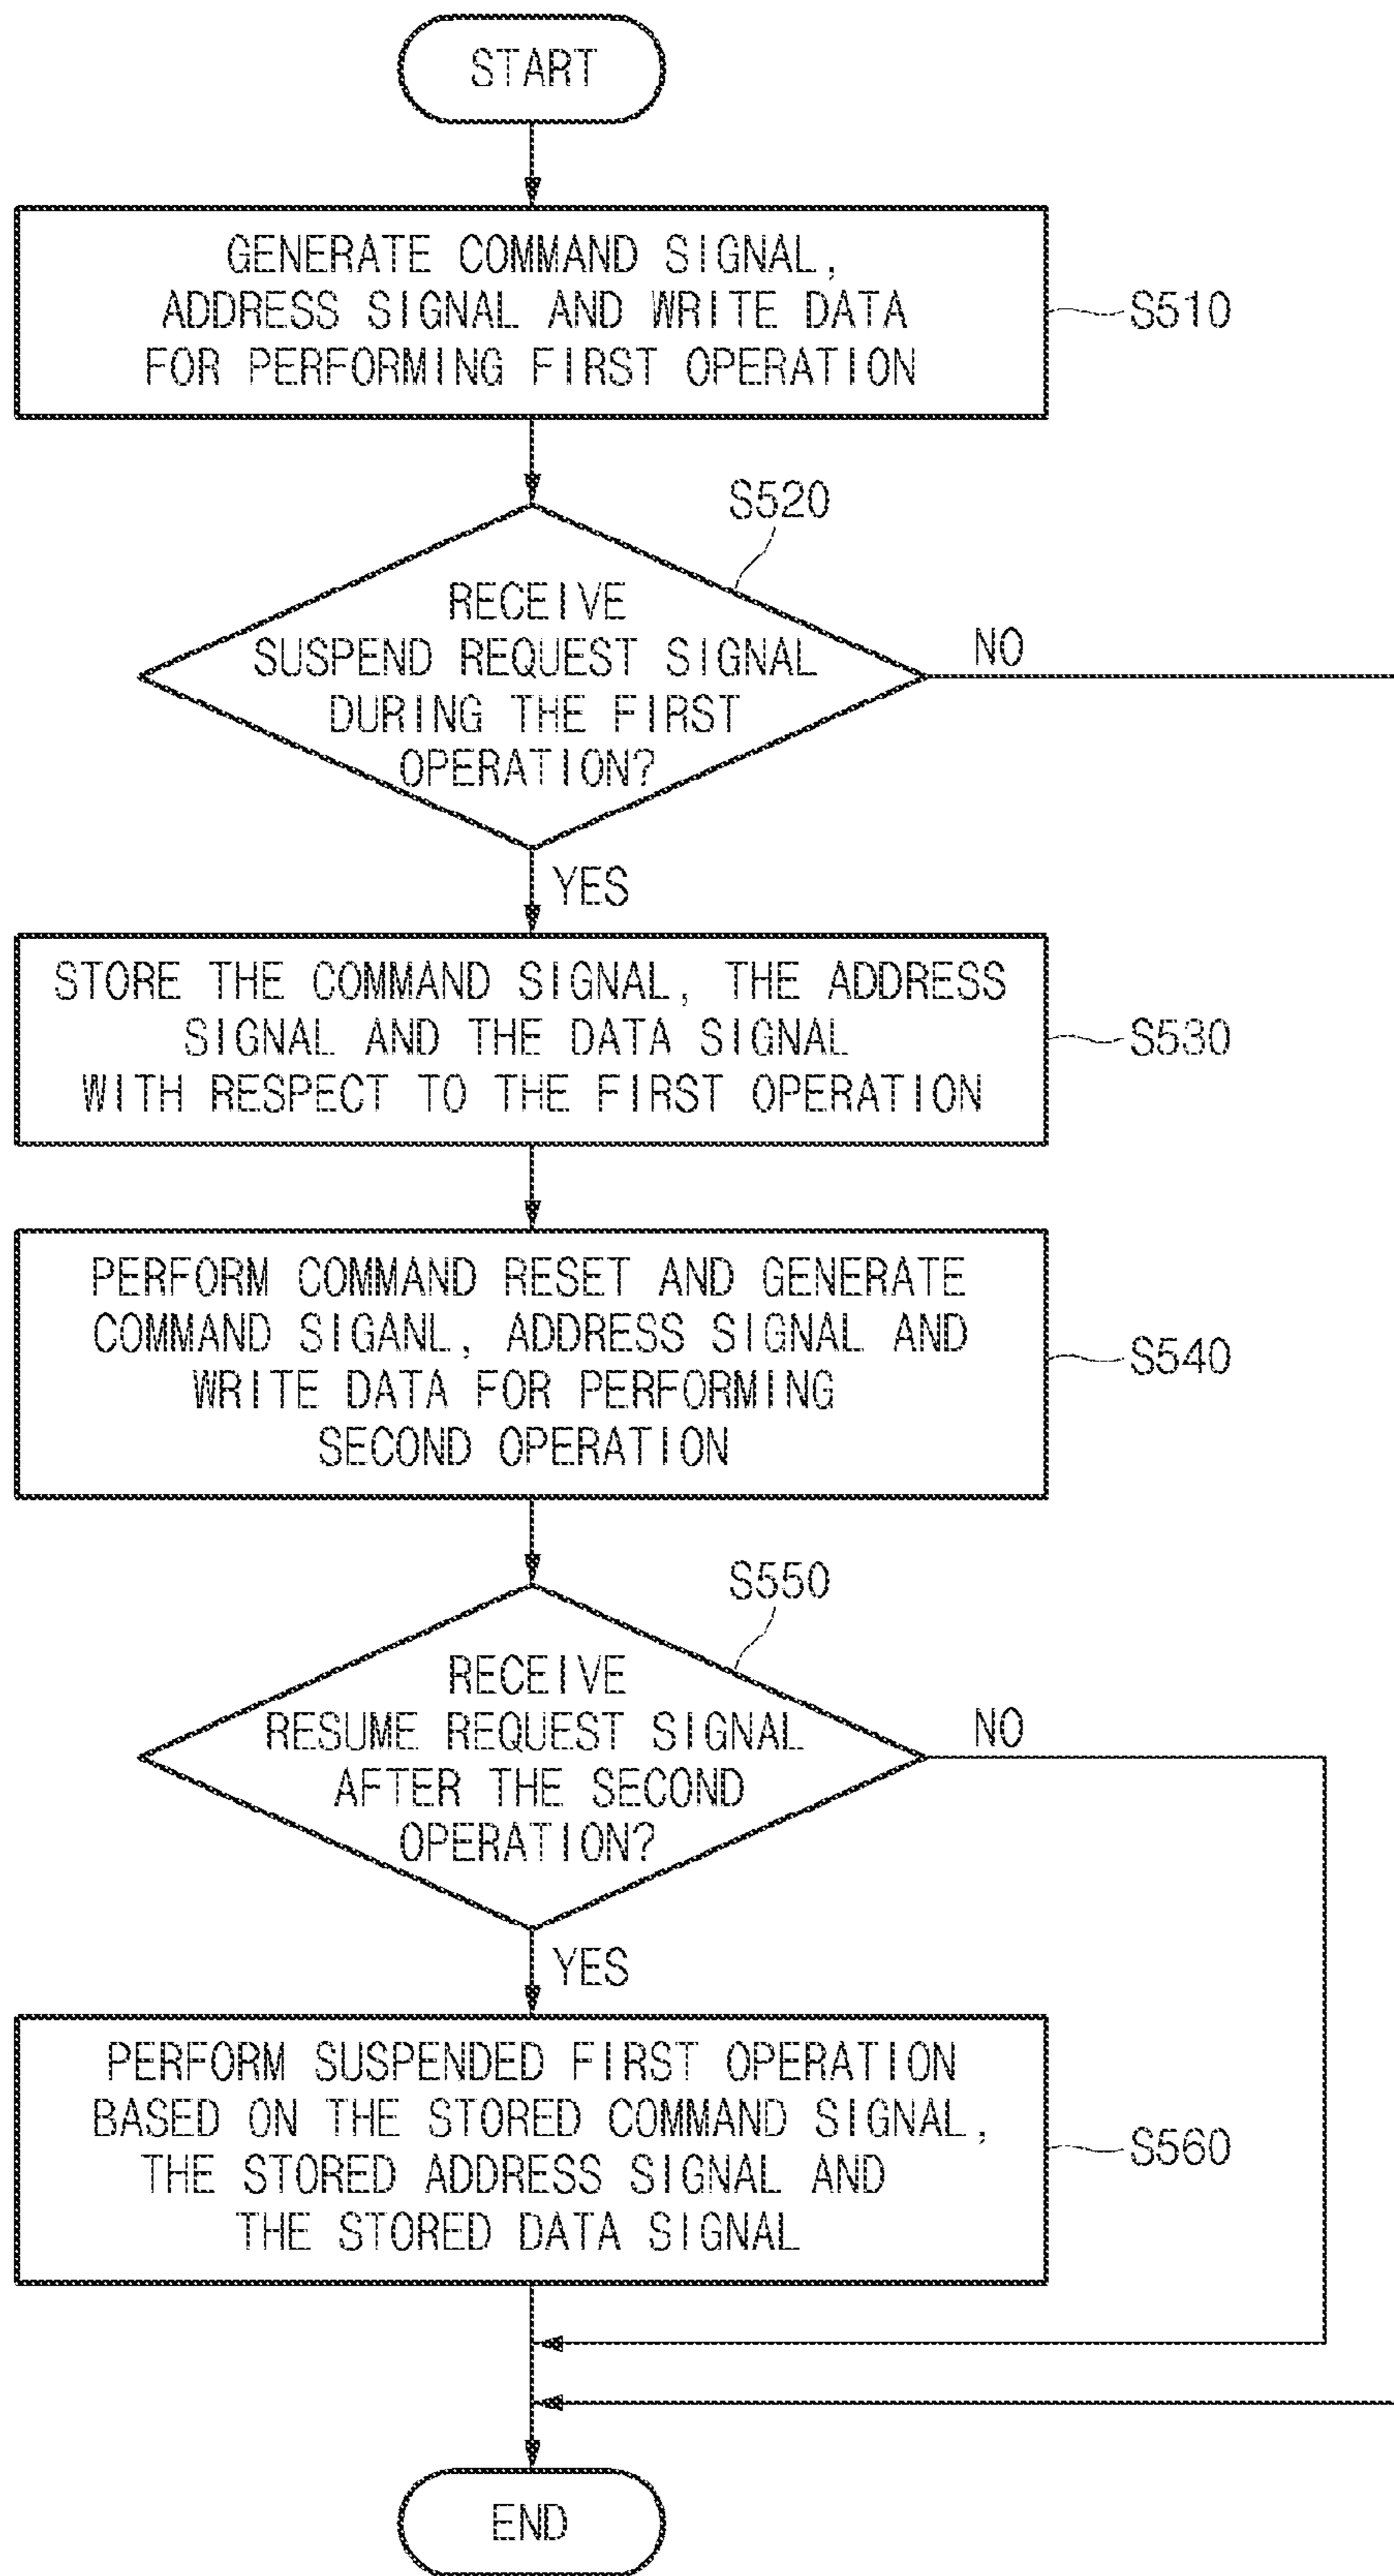 START
GENERATE COMMAND SIGNAL,
ADDRESS SIGNAL AND WRITE DATA
FOR PERFORMING FIRST OPERATION
S510
S520
RECEIVE
SUSPEND REQUEST SIGNAL
DURING THE FIRST
OPERATION?
NO
YES
STORE THE COMMAND SIGNAL, THE ADDRESS
SIGNAL AND THE DATA SIGNAL
WITH RESPECT TO THE FIRST OPERATION
S530
PERFORM COMMAND RESET AND GENERATE
COMMAND SIGANL, ADDRESS SIGNAL AND
WRITE DATA FOR PERFORMING
SECOND OPERATION
S540
S550
RECEIVE
RESUME REQUEST SIGNAL
AFTER THE SECOND
OPERATION?
NO
YES
PERFORM SUSPENDED FIRST OPERATION
BASED ON THE STORED COMMAND SIGNAL,
THE STORED ADDRESS SIGNAL AND
THE STORED DATA SIGNAL
S560
END